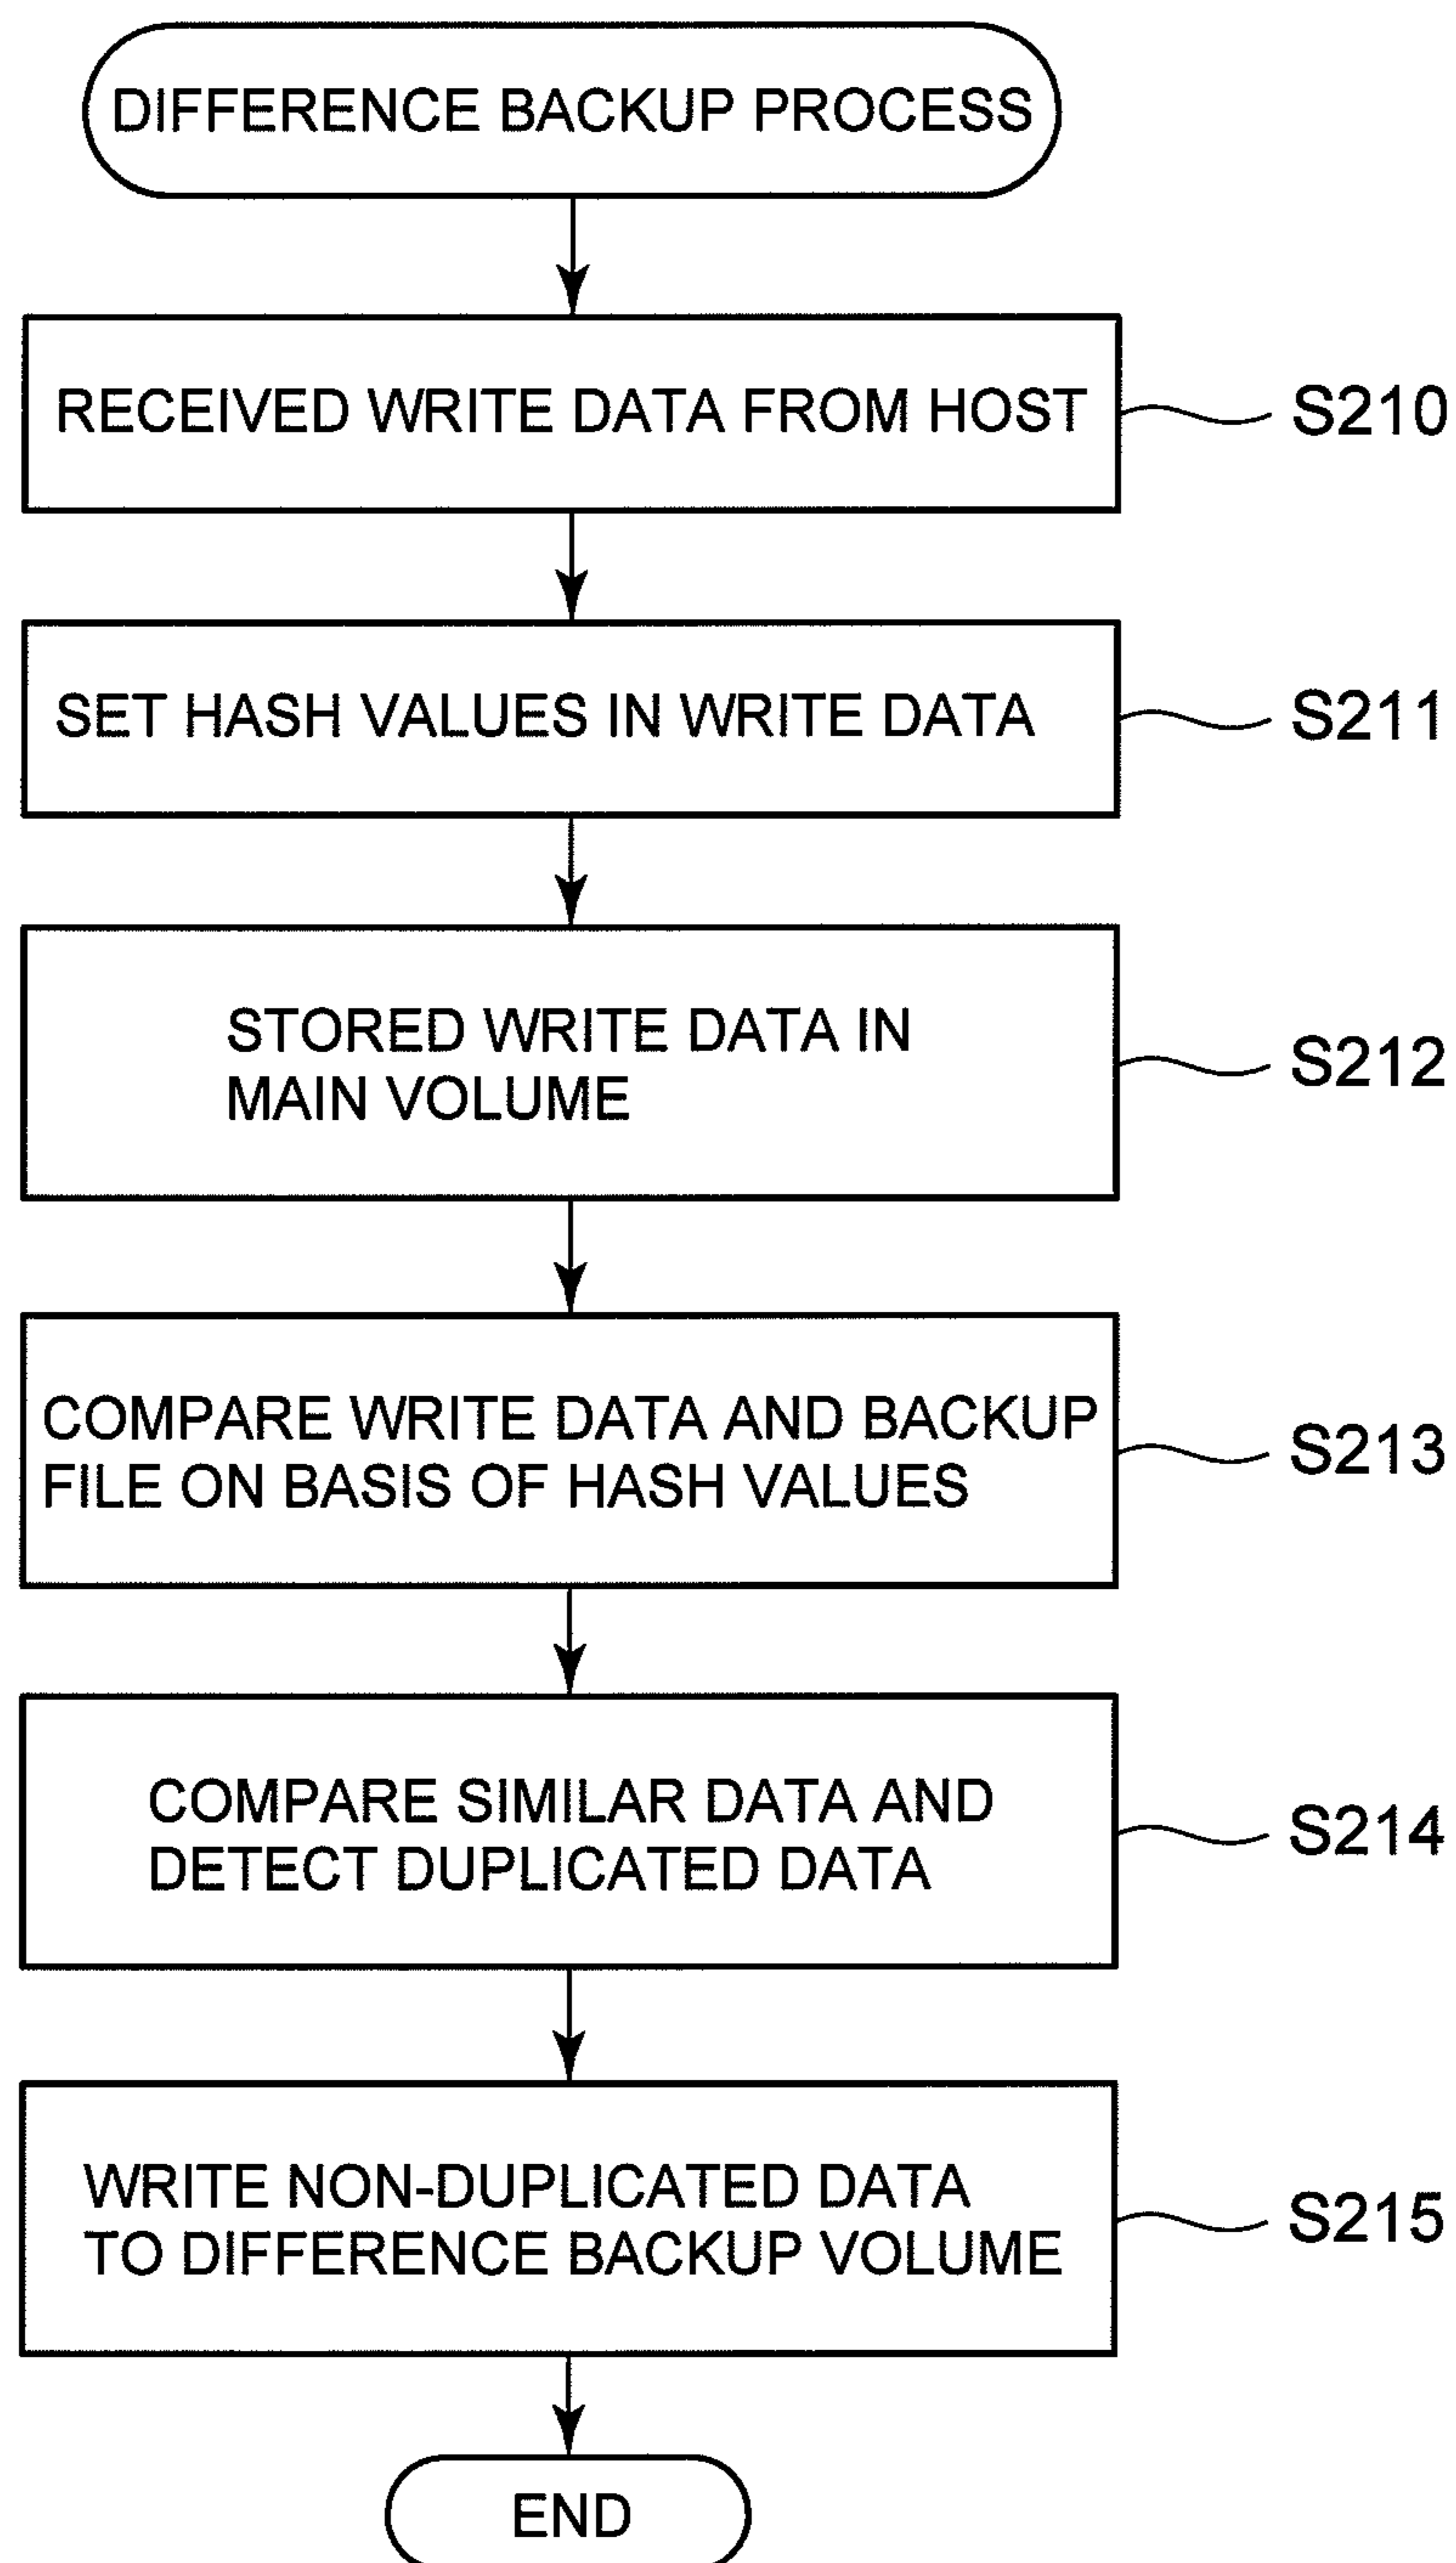 DIFFERENCE BACKUP PROCESS
RECEIVED WRITE DATA FROM HOST
S210
SET HASH VALUES IN WRITE DATA
S211
STORED WRITE DATA IN
MAIN VOLUME
S212
COMPARE WRITE DATA AND BACKUP
FILE ON BASIS OF HASH VALUES
S213
COMPARE SIMILAR DATA AND
DETECT DUPLICATED DATA
S214
WRITE NON-DUPLICATED DATA
TO DIFFERENCE BACKUP VOLUME
S215
END